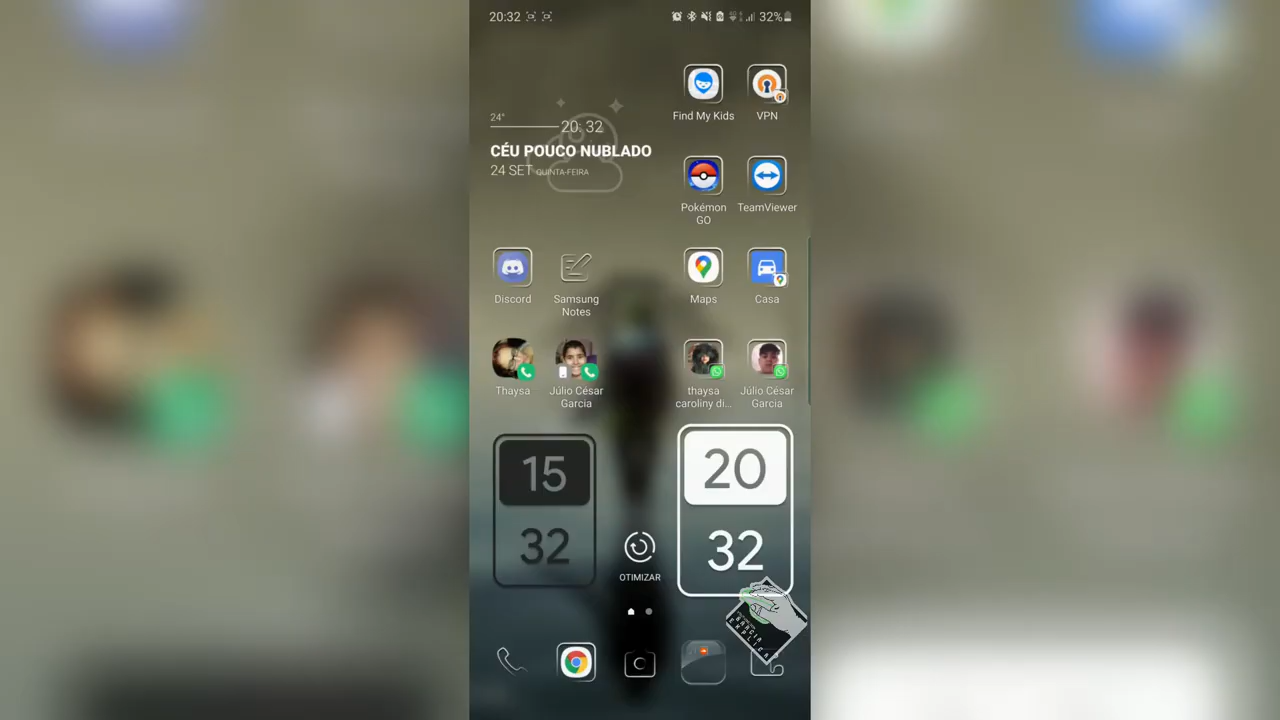 20:32
32%
Find My Kids
VPN
24°
20: 32
CÉU POUCO NUBLADO
24 SET QUINTA-FEIRA
Pokémon
GO
TeamViewer
Discord
Samsung
Notes
Maps
Casa
Thaysa
Júlio César
Garcia
thaysa
caroliny di...
Júlio César
Garcia
15
32
20
32
OTIMIZAR
GARCIA
EXPLICA